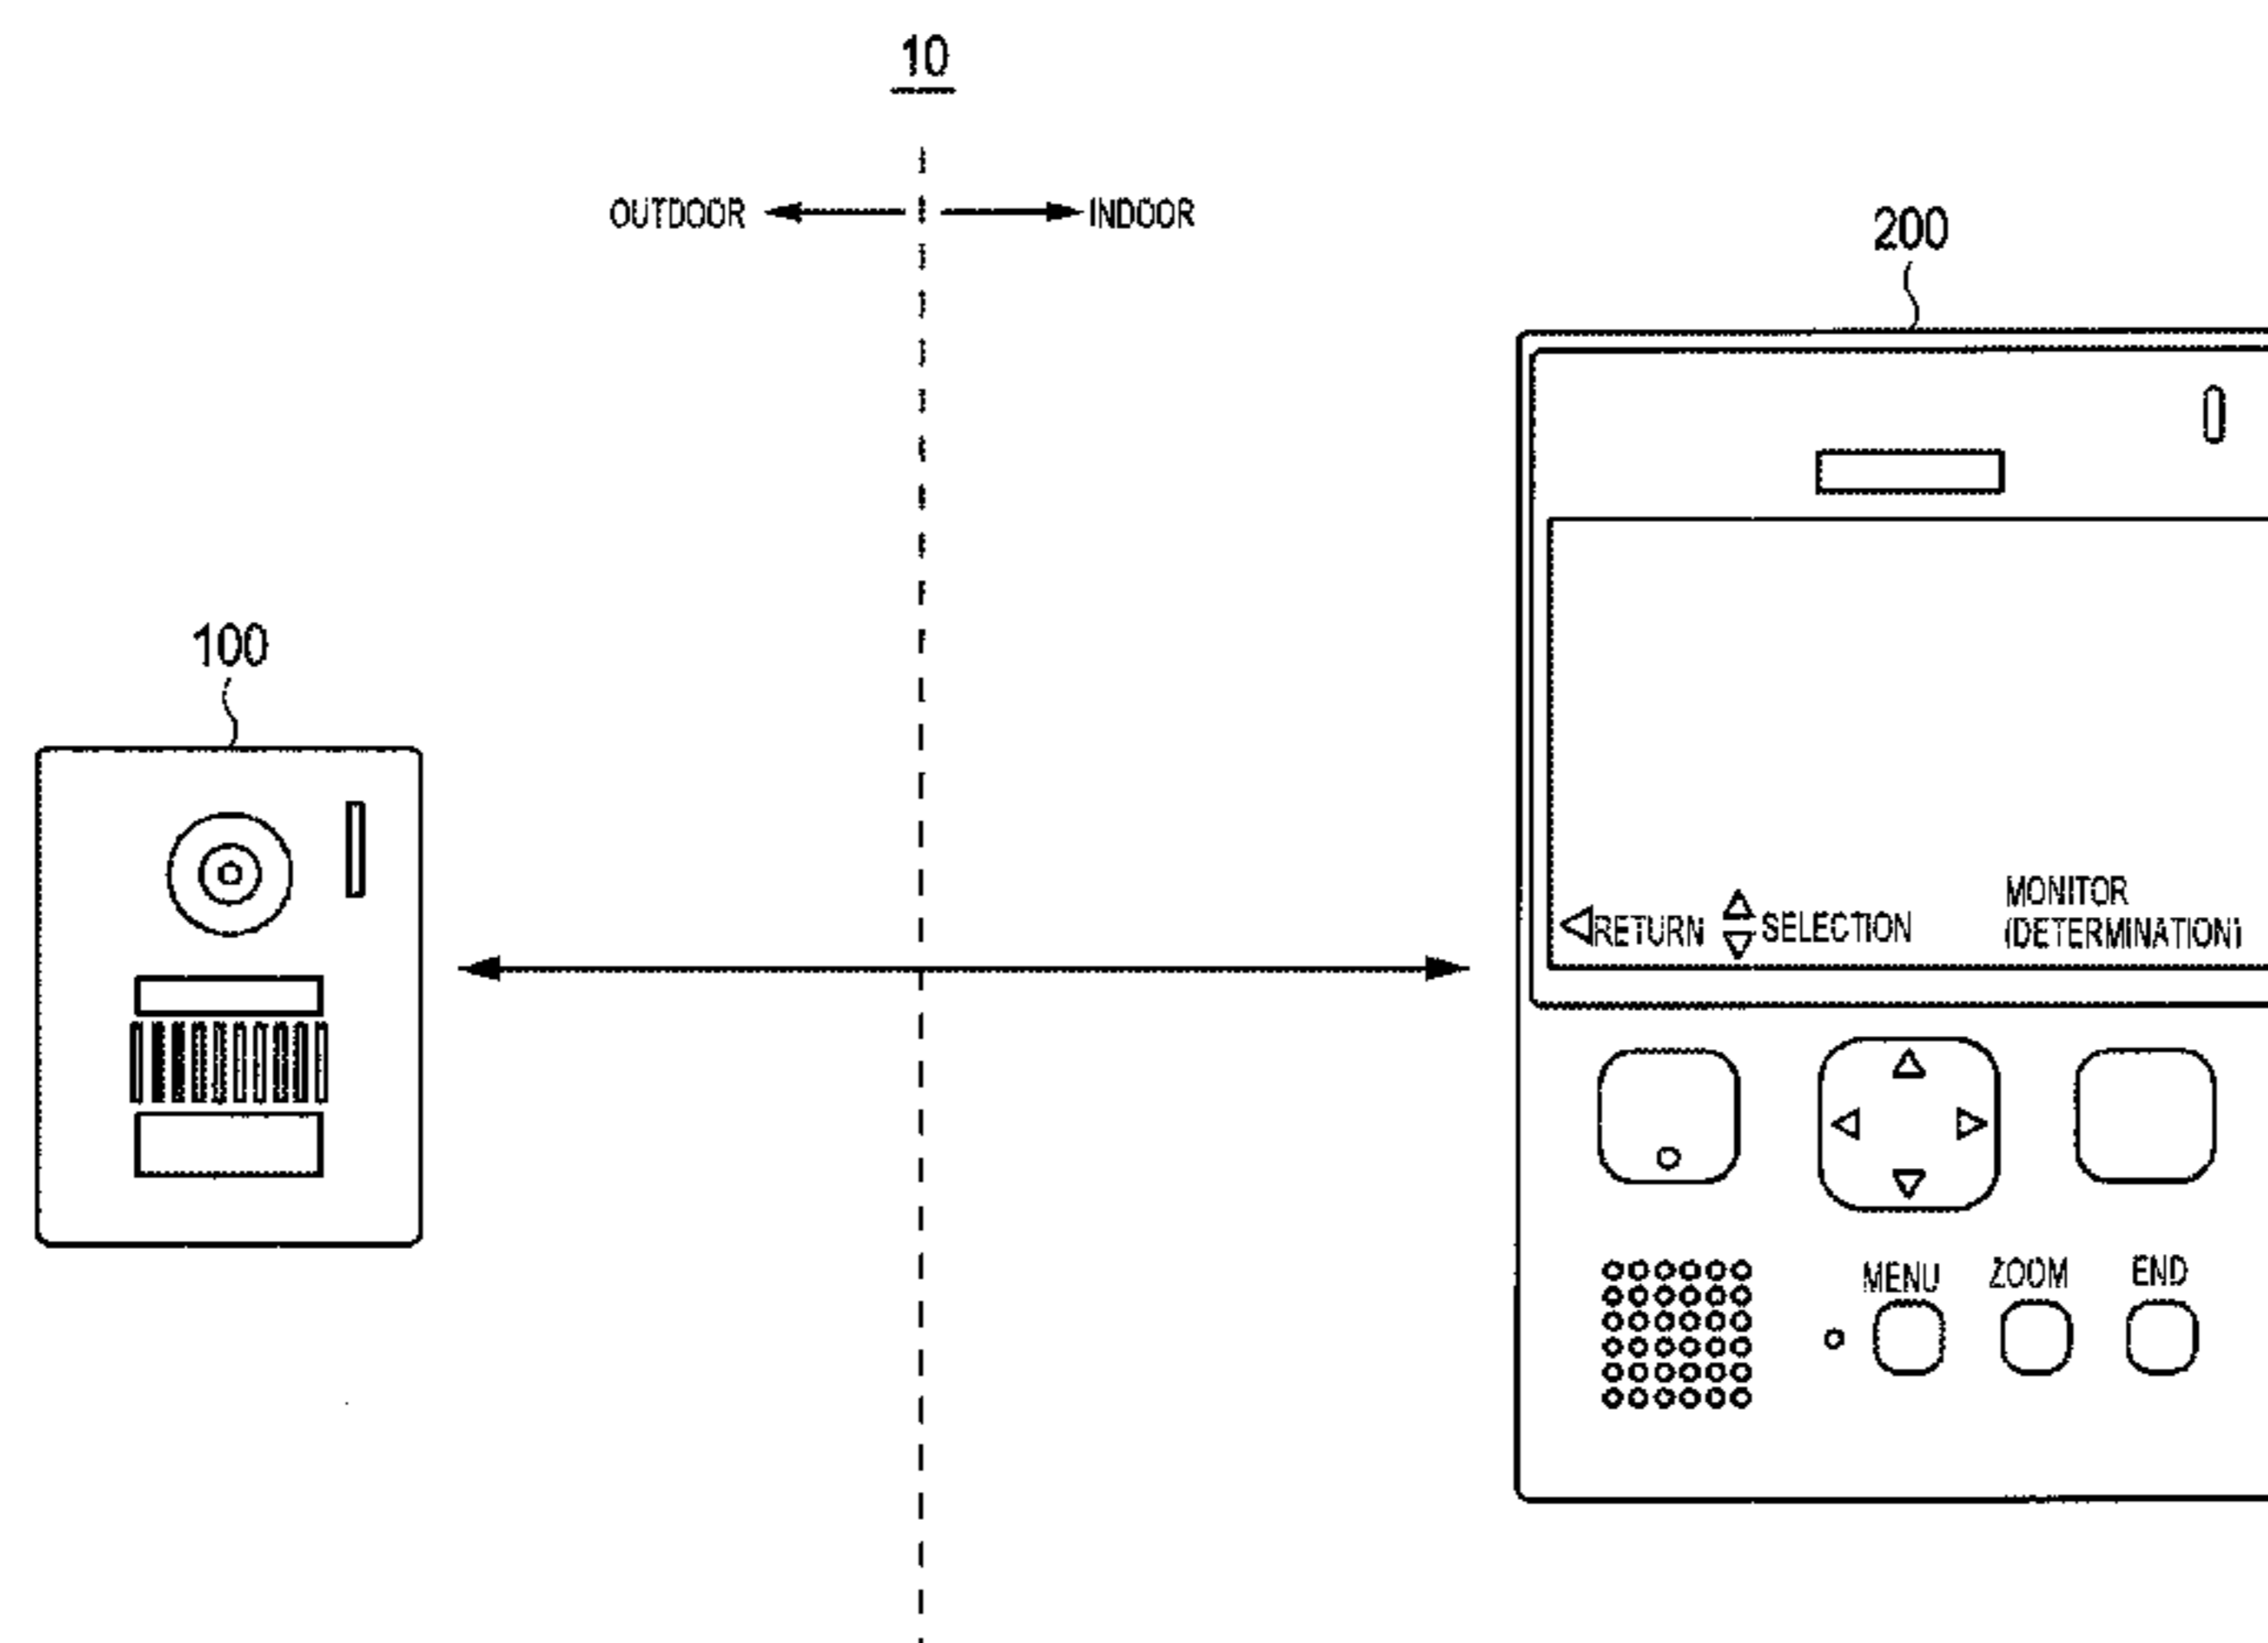 10
OUTDOOR INDOOR
200
100
MONITOR
RETURN SELECTION (DETERMINATION)
MENU ZOOM END